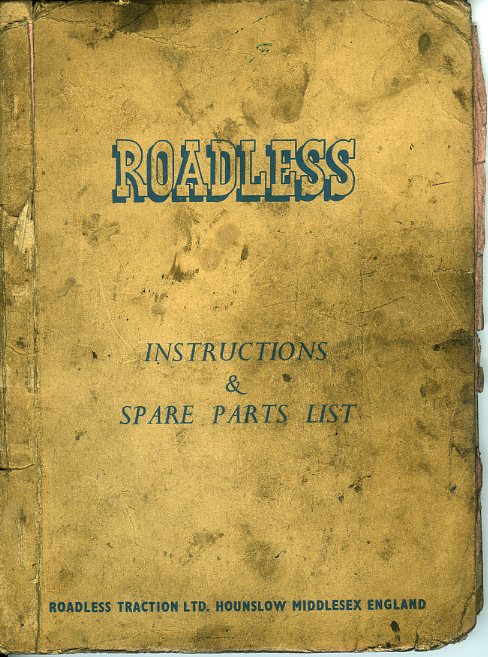 ROADLESS
INSTRUCTIONS
&
SPARE PARTS LIST
ROADLESS TRACTION LTD. HOUNSLOW MIDDLESEX ENGLAND